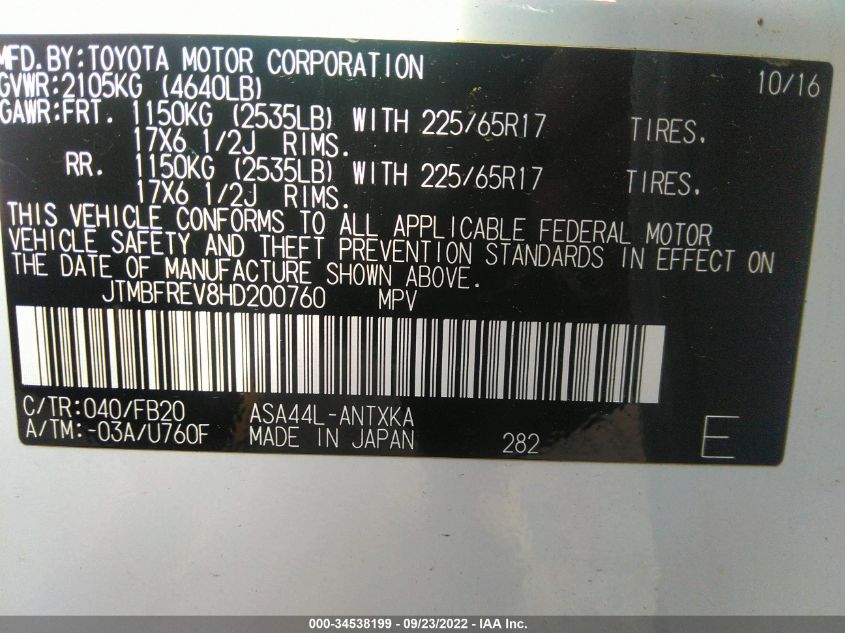 MFD.BY:TOYOTA MOTOR CORPORATION 10/16
GVWR:2105KG (4640LB)
GAWR:FRT. 1150KG (2535LB) WITH 225/65R17 TIRES.
17X6 1/2J RIMS.
RR. 1150KG (2535LB) WITH 225/65R17 TIRES.
17X6 1/2J RIMS.
THIS VEHICLE CONFORMS TO ALL APPLICABLE FEDERAL MOTOR
VEHICLE SAFETY AND THEFT PREVENTION STANDARDS IN EFFECT ON
THE DATE OF MANUFACTURE SHOWN ABOVE.
JTMBFREV8HD200760 MPV
C/TR:040/FB20 ASA44L-ANTXKA
A/TM:-03A/U760F MADE IN JAPAN 282 E
000-34538199 / 09/23/2022 - © IAA Inc.